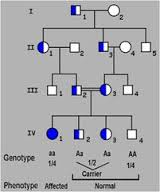 I
1 2
II
1 2 3 4 5
III
1 2 3 4
IV
1 2 3 4
Genotype aa Aa Aa AA
1/4 1/2 1/4
Carrier
Phenotype Affected Normal